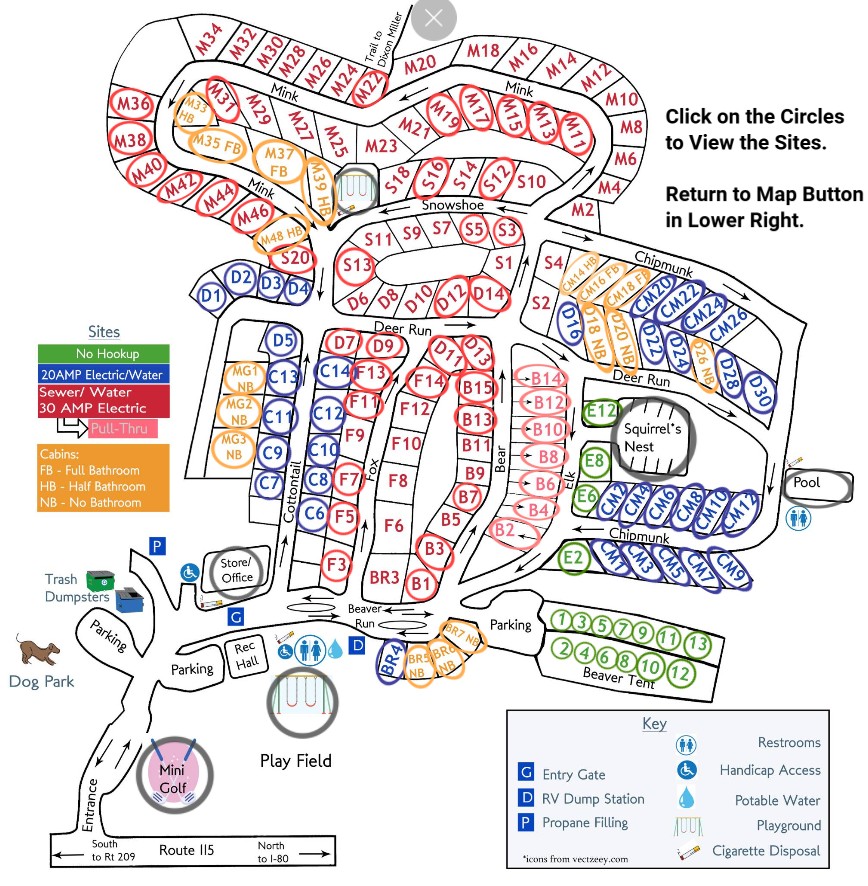 M34
M32
M30
M28
M26
M24
M22
Trail to
Dixon Miller
M20
M18
M16
M14
M12
M10
M8
M6
M4
M2
Mink
Mink
M36
M38
M40
M42
M44
M46
M33
HB
M31
M29
M27
M25
M23
M21
M19
M17
M15
M13
M11
M35 FB
M37
FB
M39 HB
M48 HB
Mink
Click on the Circles
to View the Sites.
Return to Map Button
in Lower Right.
S18
S16
S14
S12
S10
Snowshoe
S20
S11
S9
S7
S5
S3
S13
S1
S4
S2
D6
D8
D10
D12
D14
Deer Run
D1
D2
D3
D4
Chipmunk
CM14 HB
CM16 FB
CM18 F
CM20
CM22
CM24
CM26
D16
D18 NB
D20 NB
D22
D24
D26 NB
D28
D30
Deer Run
Sites
No Hookup
20AMP Electric/Water
Sewer/ Water
30 AMP Electric
Pull-Thru
Cabins:
FB - Full Bathroom
HB - Half Bathroom
NB - No Bathroom
MG1
NB
MG2
NB
MG3
NB
D5
C13
C11
C9
C7
Cottontail
D7
D9
C14
F13
C12
F11
C10
F9
C8
F7
C6
F5
F3
Fox
D11
D13
F14
B15
F12
B13
F10
B11
F8
B9
B7
F6
B5
B3
BR3
B1
Bear
B14
B12
B10
B8
B6
B4
B2
Elk
E12
E8
E6
E2
Squirrel's
Nest
Pool
CM2
CM4
CM6
CM8
CM10
CM12
Chipmunk
CM1
CM3
CM5
CM7
CM9
P
Store/
Office
Trash
Dumpsters
G
Beaver
Run
Parking
Dog Park
Parking
Rec
Hall
D
BR4
BR5
NB
BR6
NB
BR7 NB
Parking
1
3
5
7
9
11
13
2
4
6
8
10
12
Beaver Tent
Play Field
Mini
Golf
Entrance
South
to Rt 209
Route 115
North
to I-80
Key
G Entry Gate
D RV Dump Station
P Propane Filling
Restrooms
Handicap Access
Potable Water
Playground
Cigarette Disposal
*icons from vectzeey.com